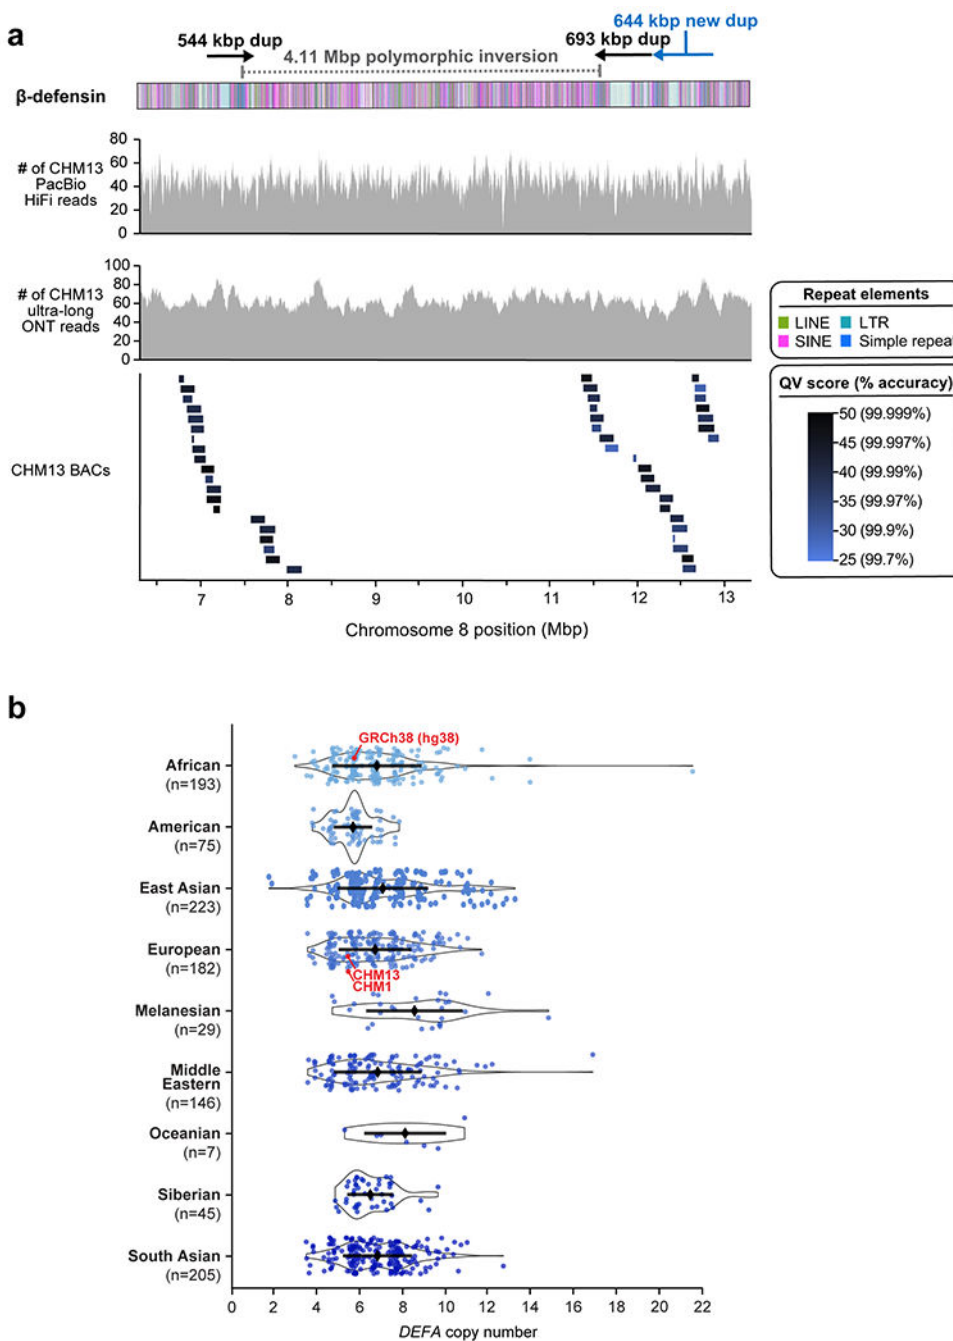 a
644 kbp new dup
544 kbp dup
693 kbp dup
4.11 Mbp polymorphic inversion
β-defensin
# of CHM13
PacBio
HiFi reads
80
60
40
20
0
# of CHM13
ultra-long
ONT reads
100
80
60
40
20
0
Repeat elements
LINE
LTR
SINE
Simple repeat
QV score (% accuracy)
50 (99.999%)
45 (99.997%)
40 (99.99%)
35 (99.97%)
30 (99.9%)
25 (99.7%)
CHM13 BACs
7
8
9
10
11
12
13
Chromosome 8 position (Mbp)
b
GRCh38 (hg38)
African
(n=193)
American
(n=75)
East Asian
(n=223)
European
(n=182)
CHM13
CHM1
Melanesian
(n=29)
Middle
Eastern
(n=146)
Oceanian
(n=7)
Siberian
(n=45)
South Asian
(n=205)
0
2
4
6
8
10
12
14
16
18
20
22
DEFA copy number